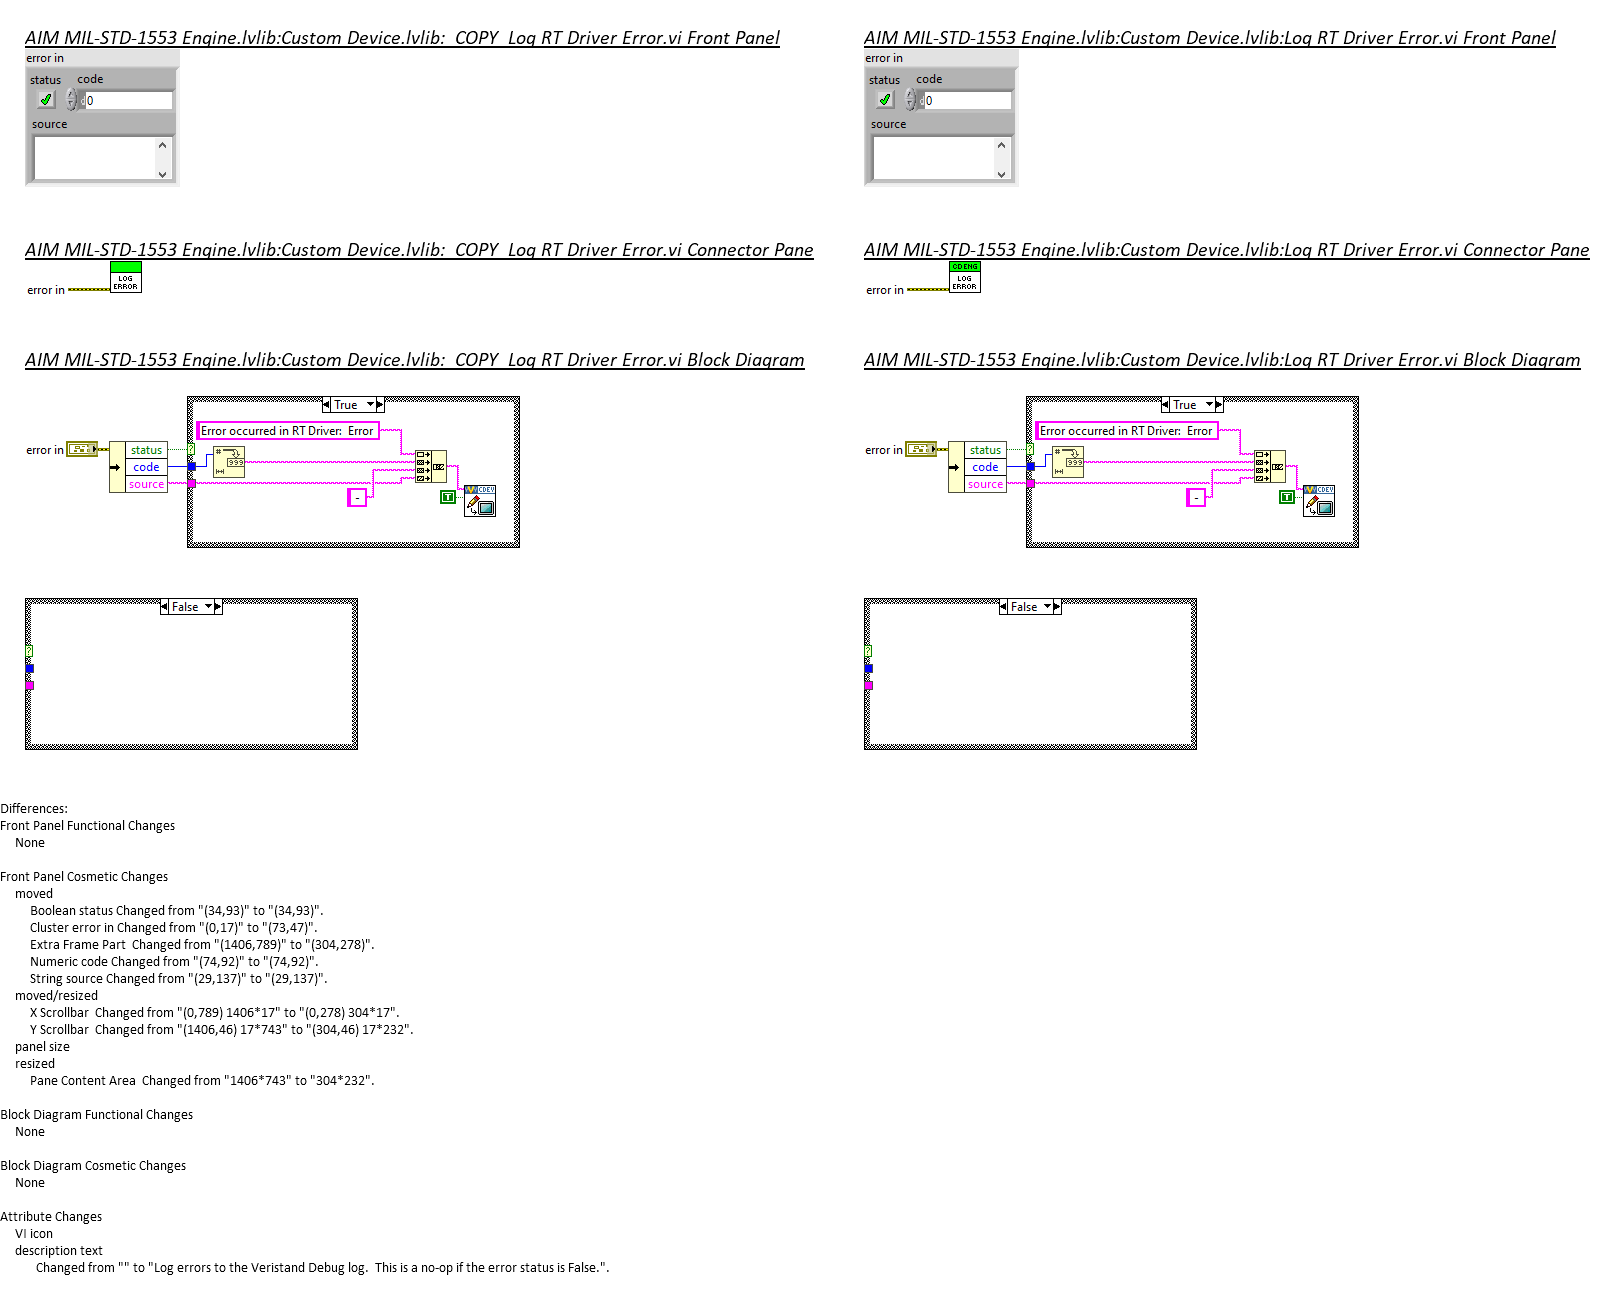 AIM MIL-STD-1553 Engine.lvlib:Custom Device.lvlib:  COPY  Log RT Driver Error.vi Front Panel
error in
status code
0
source
AIM MIL-STD-1553 Engine.lvlib:Custom Device.lvlib:Log RT Driver Error.vi Front Panel
error in
status code
0
source
AIM MIL-STD-1553 Engine.lvlib:Custom Device.lvlib:  COPY  Log RT Driver Error.vi Connector Pane
LOG
ERROR
error in
AIM MIL-STD-1553 Engine.lvlib:Custom Device.lvlib:Log RT Driver Error.vi Connector Pane
CDENG
LOG
ERROR
error in
AIM MIL-STD-1553 Engine.lvlib:Custom Device.lvlib:  COPY  Log RT Driver Error.vi Block Diagram
True
Error occurred in RT Driver:  Error
error in
status
code
source
?
#
999
-
T
CDEV
False
?
AIM MIL-STD-1553 Engine.lvlib:Custom Device.lvlib:Log RT Driver Error.vi Block Diagram
True
Error occurred in RT Driver:  Error
error in
status
code
source
?
#
999
-
T
CDEV
False
?
Differences:
Front Panel Functional Changes
None
Front Panel Cosmetic Changes
moved
Boolean status Changed from "(34,93)" to "(34,93)".
Cluster error in Changed from "(0,17)" to "(73,47)".
Extra Frame Part  Changed from "(1406,789)" to "(304,278)".
Numeric code Changed from "(74,92)" to "(74,92)".
String source Changed from "(29,137)" to "(29,137)".
moved/resized
X Scrollbar  Changed from "(0,789) 1406*17" to "(0,278) 304*17".
Y Scrollbar  Changed from "(1406,46) 17*743" to "(304,46) 17*232".
panel size
resized
Pane Content Area  Changed from "1406*743" to "304*232".
Block Diagram Functional Changes
None
Block Diagram Cosmetic Changes
None
Attribute Changes
VI icon
description text
Changed from "" to "Log errors to the Veristand Debug log.  This is a no-op if the error status is False.".